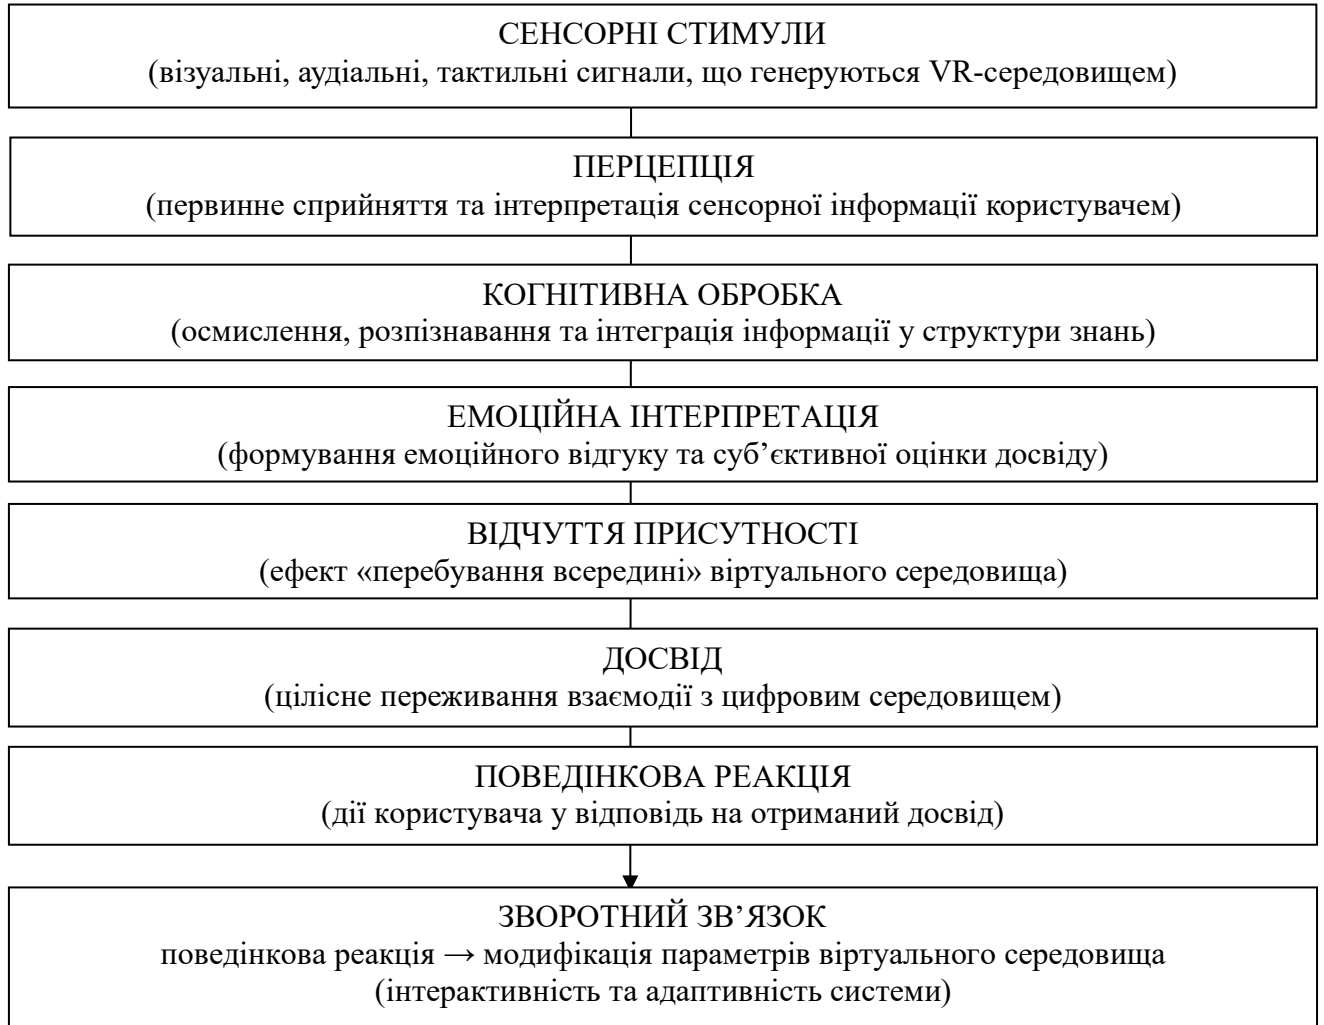 СЕНСОРНІ СТИМУЛИ
(візуальні, аудіальні, тактильні сигнали, що генеруються VR-середовищем)
ПЕРЦЕПЦІЯ
(первинне сприйняття та інтерпретація сенсорної інформації користувачем)
КОГНІТИВНА ОБРОБКА
(осмислення, розпізнавання та інтеграція інформації у структури знань)
ЕМОЦІЙНА ІНТЕРПРЕТАЦІЯ
(формування емоційного відгуку та суб’єктивної оцінки досвіду)
ВІДЧУТТЯ ПРИСУТНОСТІ
(ефект «перебування всередині» віртуального середовища)
ДОСВІД
(цілісне переживання взаємодії з цифровим середовищем)
ПОВЕДІНКОВА РЕАКЦІЯ
(дії користувача у відповідь на отриманий досвід)
ЗВОРОТНИЙ ЗВ’ЯЗОК
поведінкова реакція → модифікація параметрів віртуального середовища
(інтерактивність та адаптивність системи)